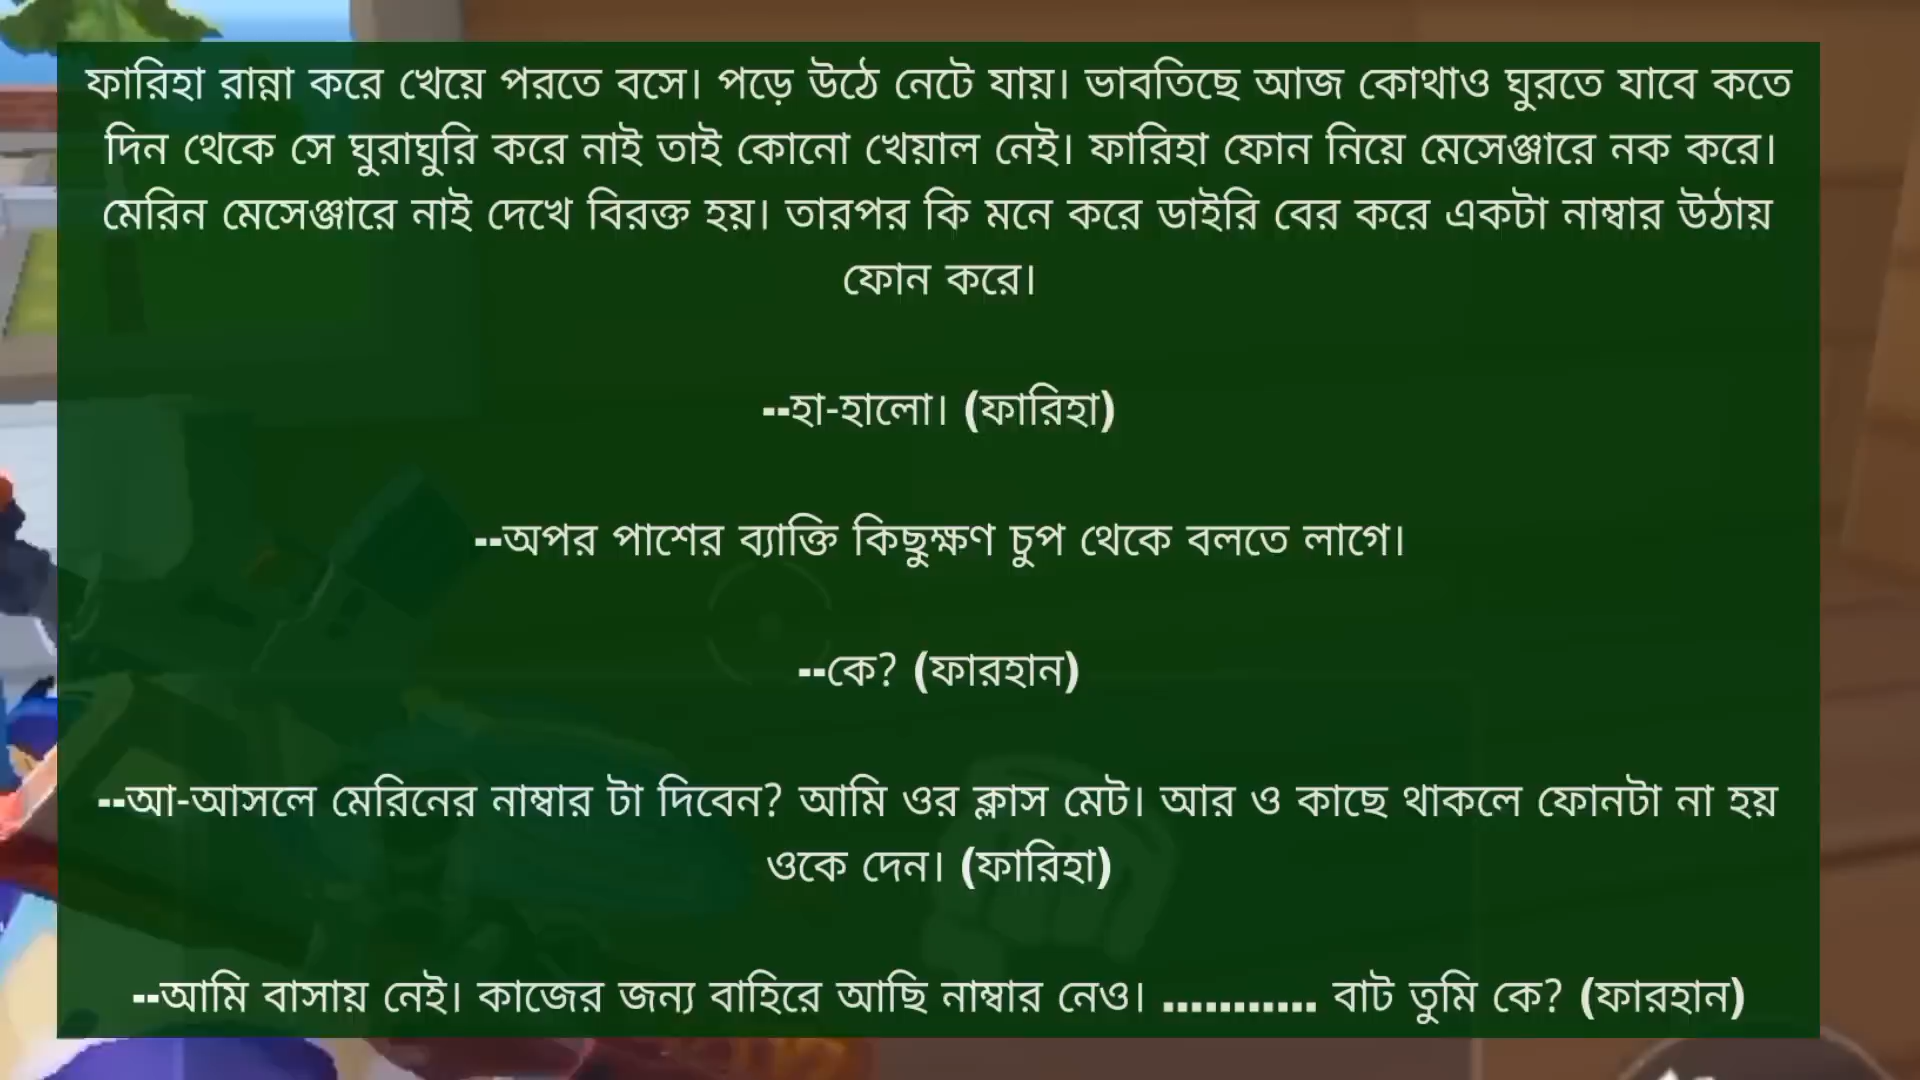 ফারিহা রান্না করে খেয়ে পরতে বসে। পড়ে উঠে নেটে যায়। ভাবতিছে আজ কোথাও ঘুরতে যাবে কতে
দিন থেকে সে ঘুরাঘুরি করে নাই তাই কোনো খেয়াল নেই। ফারিহা ফোন নিয়ে মেসেঞ্জারে নক করে।
মেরিন মেসেঞ্জারে নাই দেখে বিরক্ত হয়। তারপর কি মনে করে ডাইরি বের করে একটা নাম্বার উঠায়
ফোন করে।
--হা-হালো। (ফারিহা)
--অপর পাশের ব্যাক্তি কিছুক্ষণ চুপ থেকে বলতে লাগে।
--কে? (ফারহান)
--আ-আসলে মেরিনের নাম্বার টা দিবেন? আমি ওর ক্লাস মেট। আর ও কাছে থাকলে ফোনটা না হয়
ওকে দেন। (ফারিহা)
--আমি বাসায় নেই। কাজের জন্য বাহিরে আছি নাম্বার নেও। ........... বাট তুমি কে? (ফারহান)